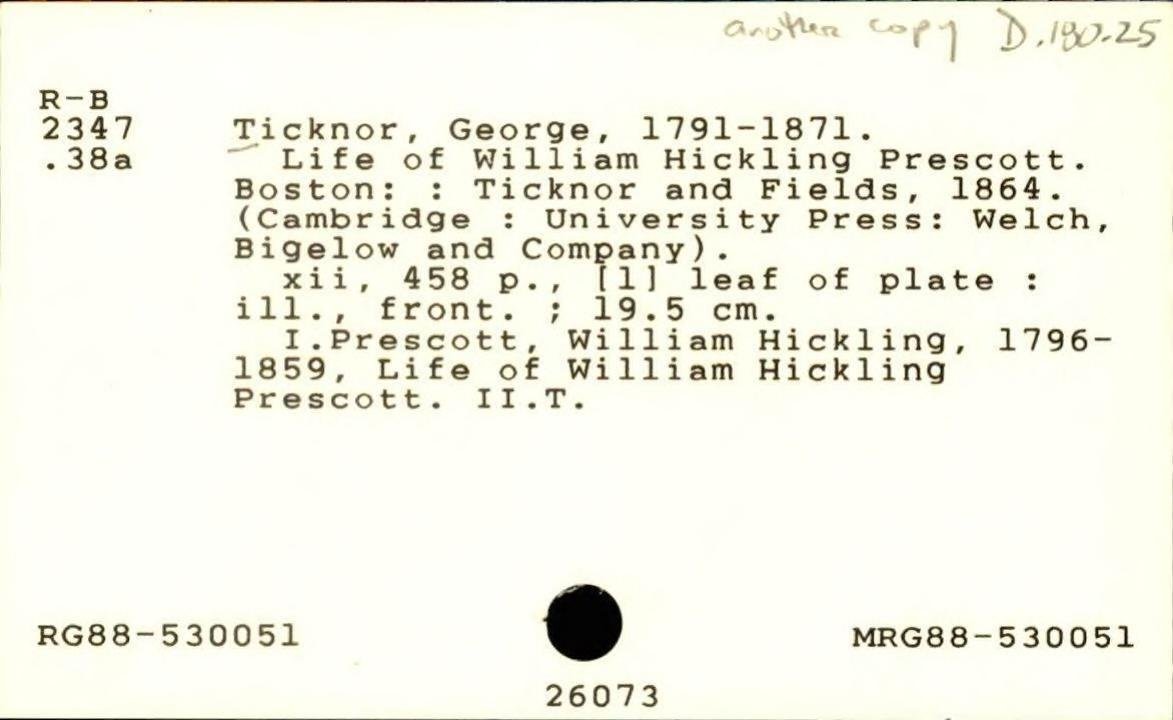 another copy D.180.25
R-B
2347 Ticknor, George, 1791-1871.
.38a Life of William Hickling Prescott.
Boston: : Ticknor and Fields, 1864.
(Cambridge : University Press: Welch,
Bigelow and Company).
xii, 458 p., [1] leaf of plate :
ill., front. ; 19.5 cm.
I.Prescott, William Hickling, 1796-
1859, Life of William Hickling
Prescott. II.T.
RG88-530051 MRG88-530051
26073